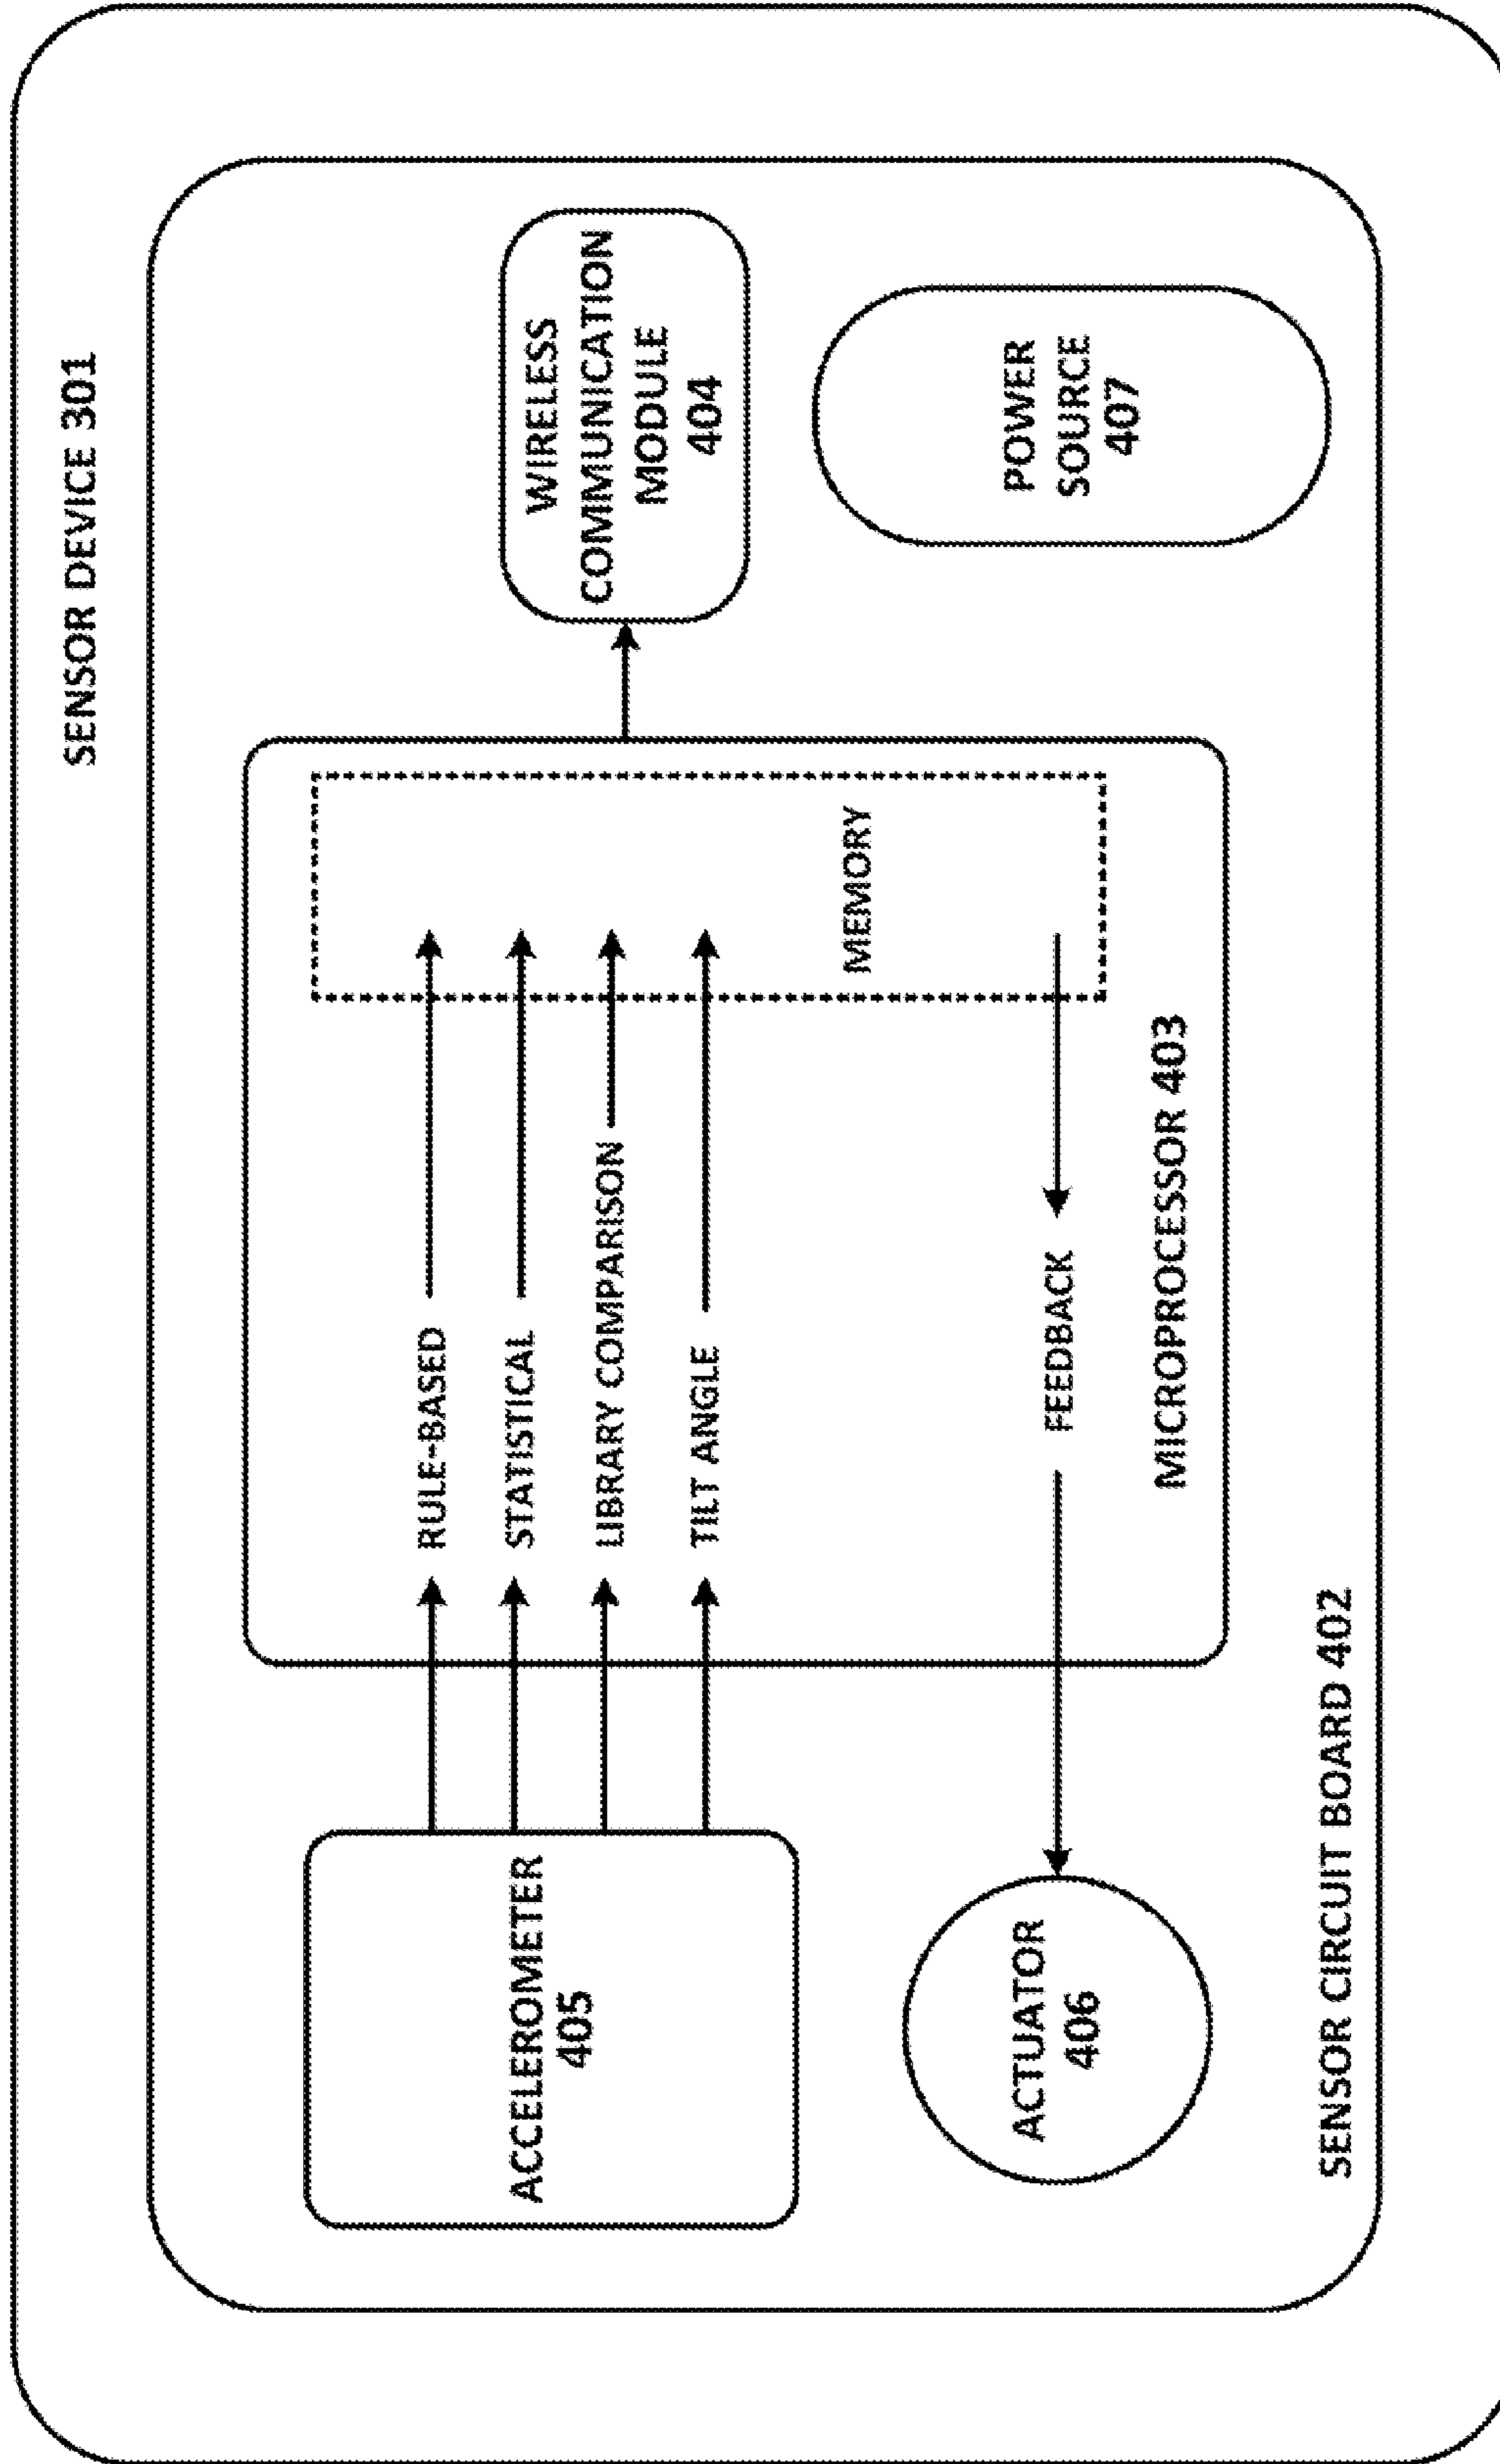 SENSOR DEVICE 301
ACCELEROMETER
405
RULE-BASED
STATISTICAL
LIBRARY COMPARISON
TILT ANGLE
MEMORY
WIRELESS
COMMUNICATION
MODULE
404
ACTUATOR
406
FEEDBACK
POWER
SOURCE
407
MICROPROCESSOR 403
SENSOR CIRCUIT BOARD 402